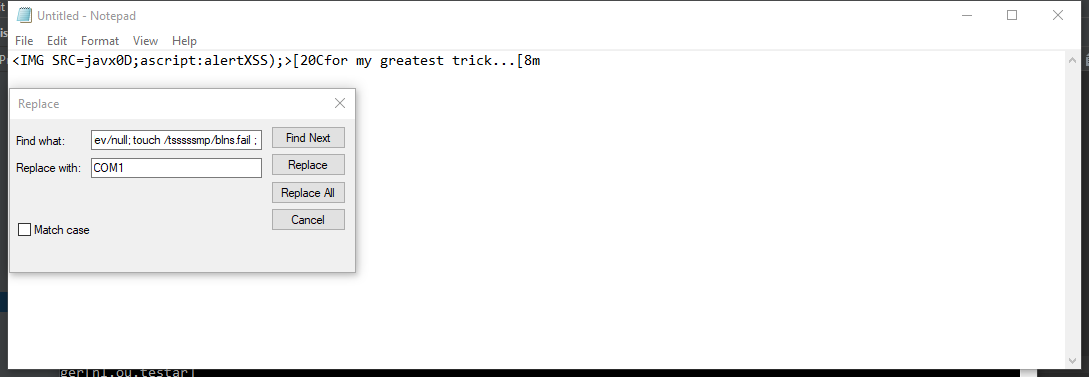 Untitled - Notepad
File Edit Format View Help
<IMG SRC=javx0D;ascript:alertXSS);>[20Cfor my greatest trick...[8m
Replace
Find what: ev/null; touch /tsssssmp/blns.fail ; Find Next
Replace with: COM1 Replace
Replace All
Cancel
Match case
ger[nl.ou.testar]